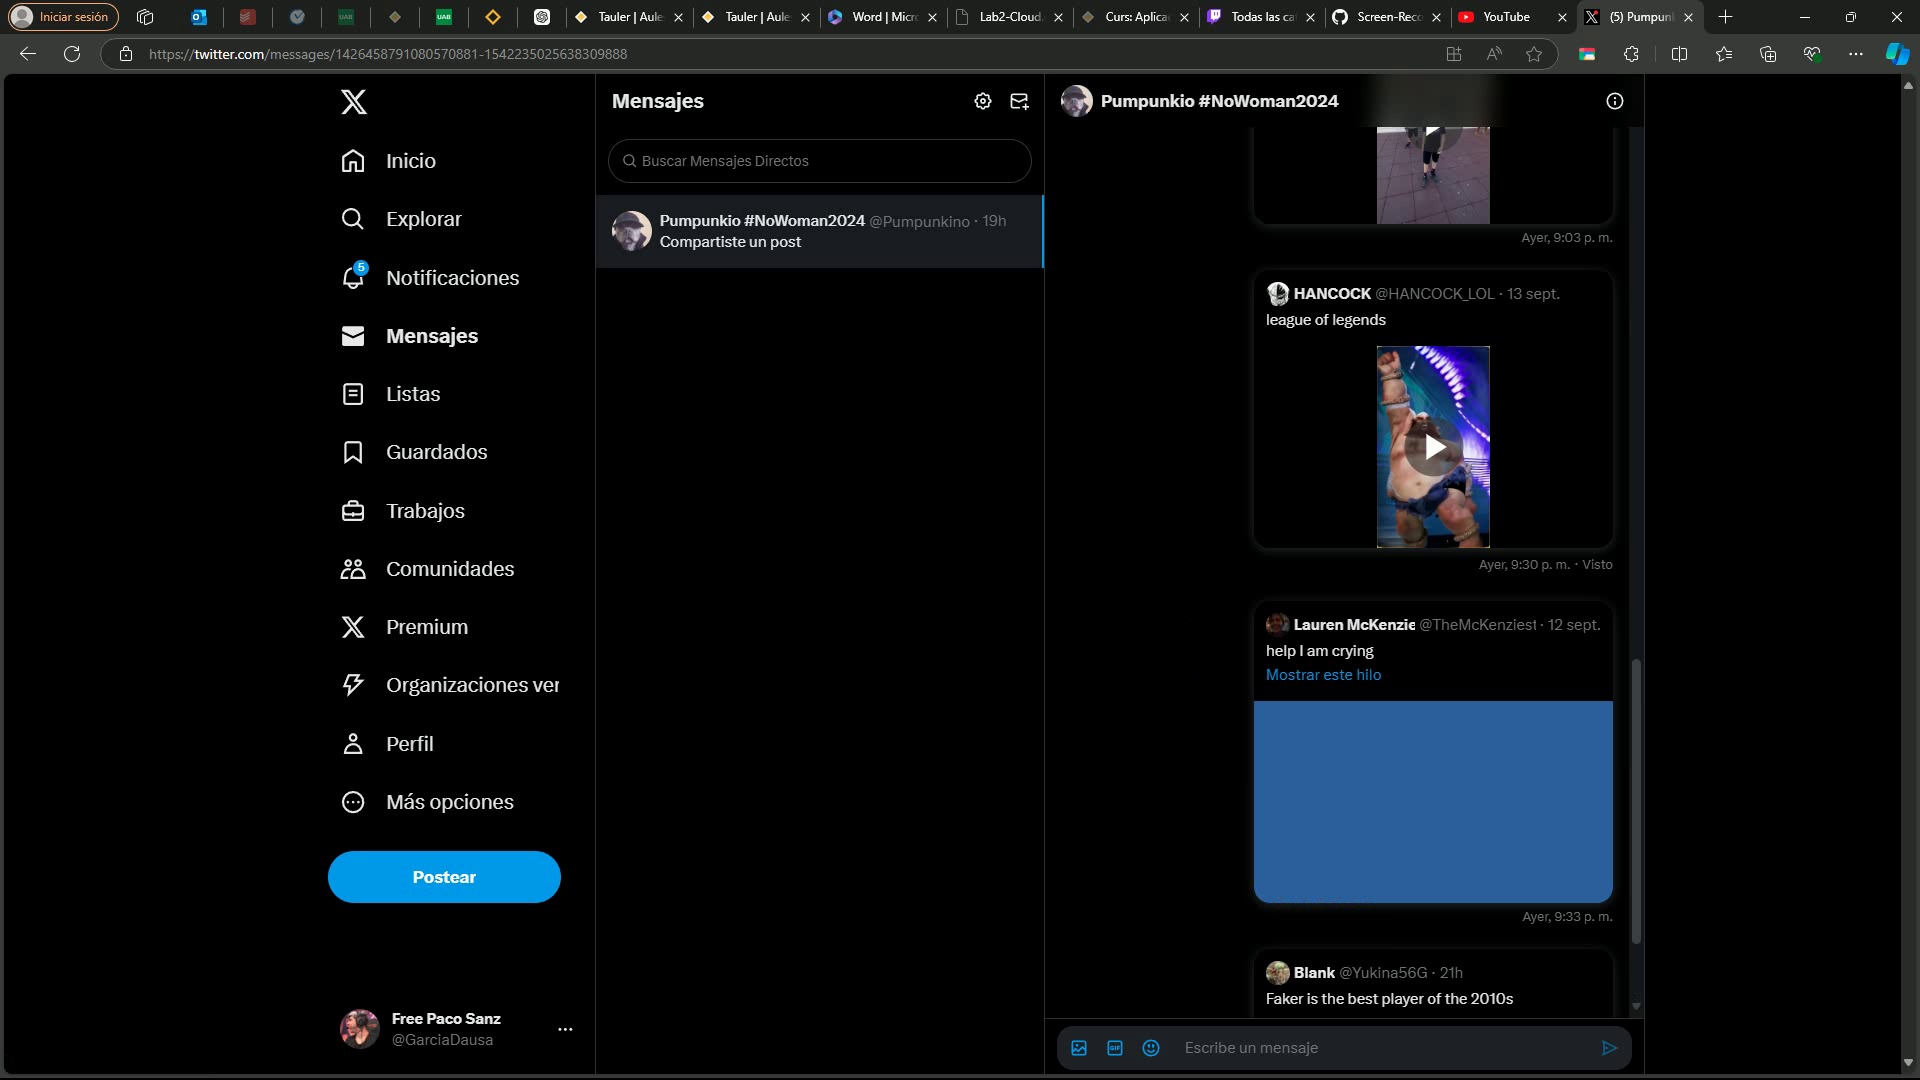 Iniciar sesión
Tauler | Aule
Tauler | Aule
Word | Micr
Lab2-Cloud.
Curs: Aplica
Todas las ca
Screen-Reco
YouTube
(5) Pumpun
https://twitter.com/messages/1426458791080570881-1542235025638309888
Inicio
Explorar
5
Notificaciones
Mensajes
Listas
Guardados
Trabajos
Comunidades
Premium
Organizaciones ver
Perfil
Más opciones
Postear
Free Paco Sanz
@GarciaDausa
Mensajes
Buscar Mensajes Directos
Pumpunkio #NoWoman2024 @Pumpunkino · 19h
Compartiste un post
Pumpunkio #NoWoman2024
Ayer, 9:03 p. m.
HANCOCK @HANCOCK_LOL · 13 sept.
league of legends
Ayer, 9:30 p. m. · Visto
Lauren McKenzie @TheMcKenziest · 12 sept.
help I am crying
Mostrar este hilo
Ayer, 9:33 p. m.
Blank @Yukina56G · 21h
Faker is the best player of the 2010s
GIF
Escribe un mensaje